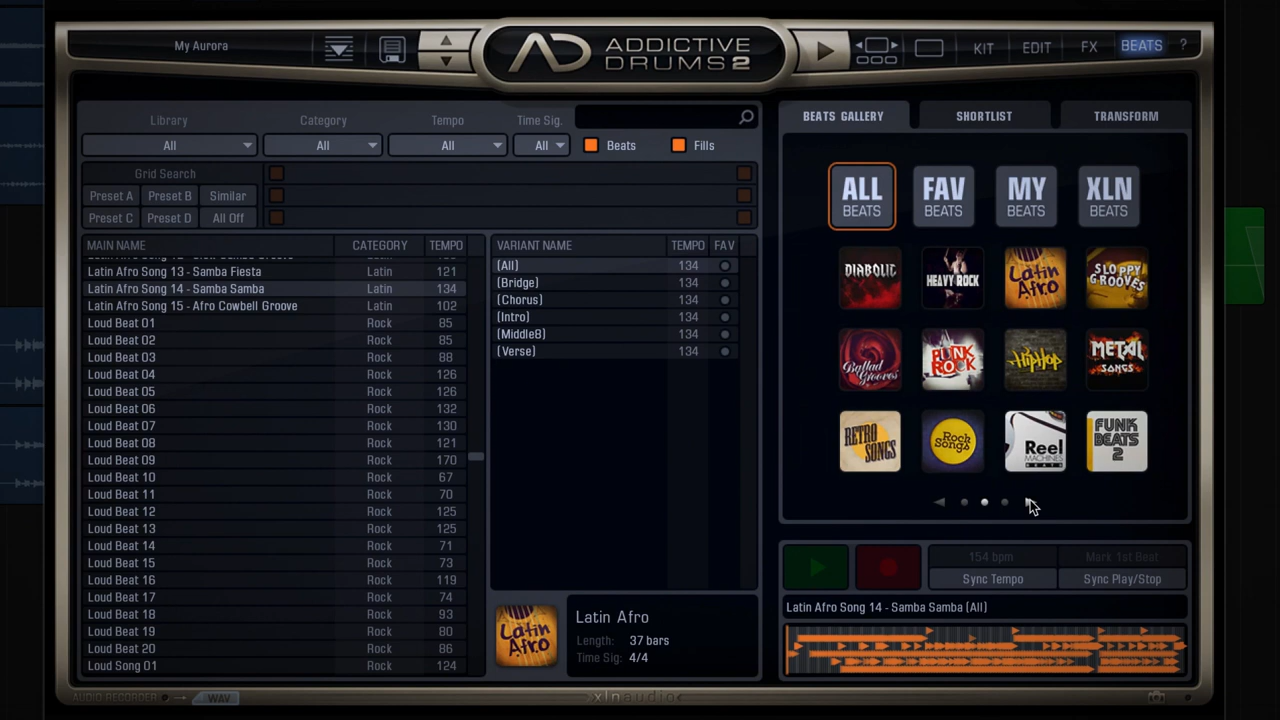 My Aurora
ADDICTIVE DRUMS 2
KIT
EDIT
FX
BEATS
?
Library
Category
Tempo
Time Sig.
All
All
All
All
Beats
Fills
Grid Search
Preset A
Preset B
Similar
Preset C
Preset D
All Off
MAIN NAME CATEGORY TEMPO
Latin Afro Song 13 - Samba Fiesta Latin 121
Latin Afro Song 14 - Samba Samba Latin 134
Latin Afro Song 15 - Afro Cowbell Groove Latin 102
Loud Beat 01 Rock 85
Loud Beat 02 Rock 85
Loud Beat 03 Rock 88
Loud Beat 04 Rock 126
Loud Beat 05 Rock 126
Loud Beat 06 Rock 132
Loud Beat 07 Rock 130
Loud Beat 08 Rock 121
Loud Beat 09 Rock 170
Loud Beat 10 Rock 67
Loud Beat 11 Rock 70
Loud Beat 12 Rock 125
Loud Beat 13 Rock 125
Loud Beat 14 Rock 71
Loud Beat 15 Rock 73
Loud Beat 16 Rock 119
Loud Beat 17 Rock 74
Loud Beat 18 Rock 93
Loud Beat 19 Rock 80
Loud Beat 20 Rock 86
Loud Song 01 Rock 124
VARIANT NAME TEMPO FAV
(All) 134
(Bridge) 134
(Chorus) 134
(Intro) 134
(Middle8) 134
(Verse) 134
Latin Afro
Latin Afro
Length: 37 bars
Time Sig: 4/4
BEATS GALLERY
SHORTLIST
TRANSFORM
ALL BEATS
FAV BEATS
MY BEATS
XLN BEATS
DIABOLIC
HEAVY ROCK
Latin Afro
SLOPPY GROOVES
Ballad Grooves
PUNK ROCK
HipHop
METAL SONGS
RETRO SONGS
Rock Songs
Reel MACHINES BEATS
FUNK BEATS 2
154 bpm
Mark 1st Beat
Sync Tempo
Sync Play/Stop
Latin Afro Song 14 - Samba Samba (All)
AUDIO RECORDER
WAV
xlnaudio